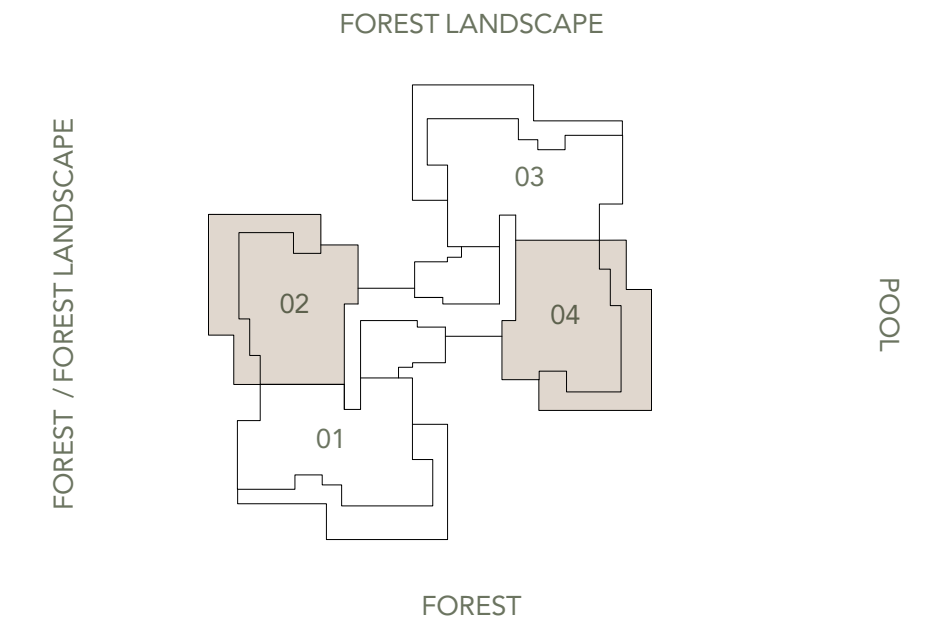 FOREST LANDSCAPE
FOREST / FOREST LANDSCAPE
03
02
04
POOL
01
FOREST